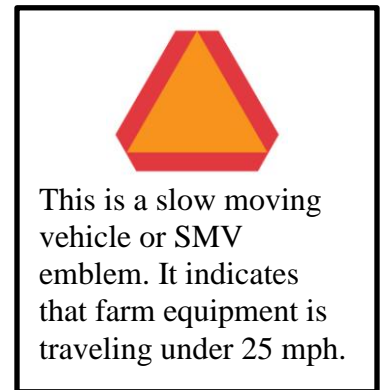 This is a slow moving
vehicle or SMV
emblem. It indicates
that farm equipment is
traveling under 25 mph.